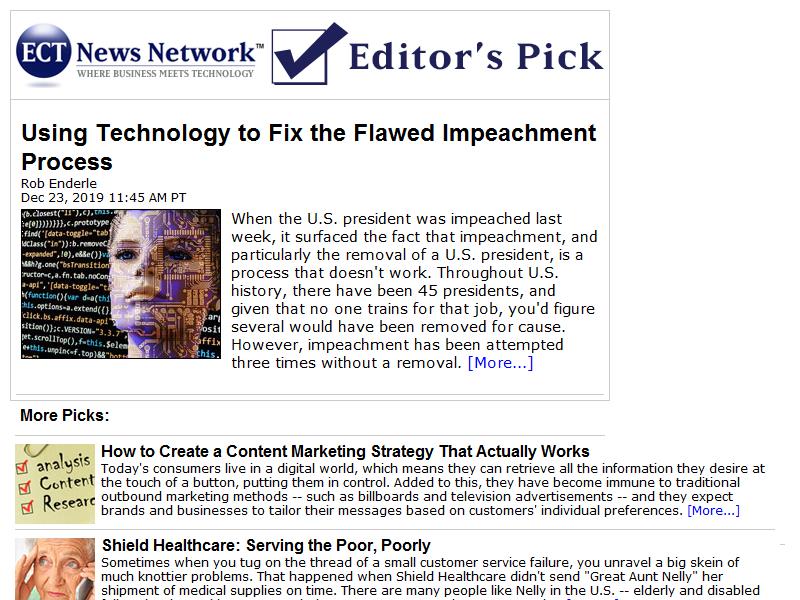 ECT News Network™
WHERE BUSINESS MEETS TECHNOLOGY
Editor's Pick
Using Technology to Fix the Flawed Impeachment
Process
Rob Enderle
Dec 23, 2019 11:45 AM PT
When the U.S. president was impeached last
week, it surfaced the fact that impeachment, and
particularly the removal of a U.S. president, is a
process that doesn't work. Throughout U.S.
history, there have been 45 presidents, and
given that no one trains for that job, you'd figure
several would have been removed for cause.
However, impeachment has been attempted
three times without a removal. [More...]
More Picks:
analysis
Content
Researc
How to Create a Content Marketing Strategy That Actually Works
Today's consumers live in a digital world, which means they can retrieve all the information they desire at
the touch of a button, putting them in control. Added to this, they have become immune to traditional
outbound marketing methods -- such as billboards and television advertisements -- and they expect
brands and businesses to tailor their messages based on customers' individual preferences. [More...]
Shield Healthcare: Serving the Poor, Poorly
Sometimes when you tug on the thread of a small customer service failure, you unravel a big skein of
much knottier problems. That happened when Shield Healthcare didn't send "Great Aunt Nelly" her
shipment of medical supplies on time. There are many people like Nelly in the U.S. -- elderly and disabled